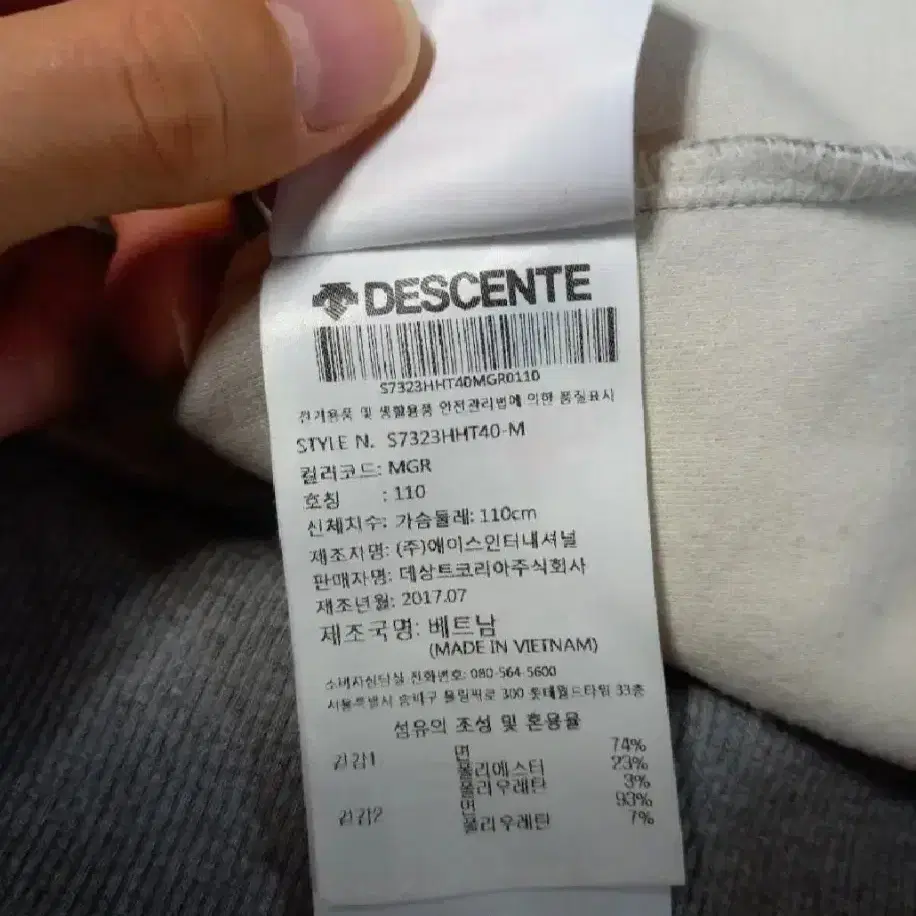 DESCENTE
S7323HHT40MGR0110
전기용품 및 생활용품 안전관리법에 의한 품질표시
STYLE N. S7323HHT40-M
컬러코드: MGR
호칭 : 110
신체치수: 가슴둘레: 110cm
제조자명: (주)에이스인터내셔널
판매자명: 데상트코리아주식회사
제조년월: 2017.07
제조국명: 베트남
(MADE IN VIETNAM)
소비자상담실 전화번호: 080-564-5600
서울특별시 송파구 올림픽로 300 롯데월드타워 33층
섬유의 조성 및 혼용율
겉감1 면 74%
폴리에스터 23%
폴리우레탄 3%
겉감2 면 93%
폴리우레탄 7%